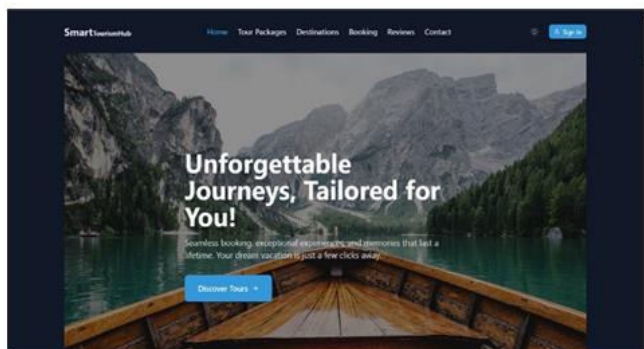 SmartTourismHub
Home Tour Packages Destinations Booking Reviews Contact
Sign In
Unforgettable
Journeys, Tailored for
You!
Seamless booking, exceptional experiences, and memories that last a
lifetime. Your dream vacation is just a few clicks away.
Discover Tours →